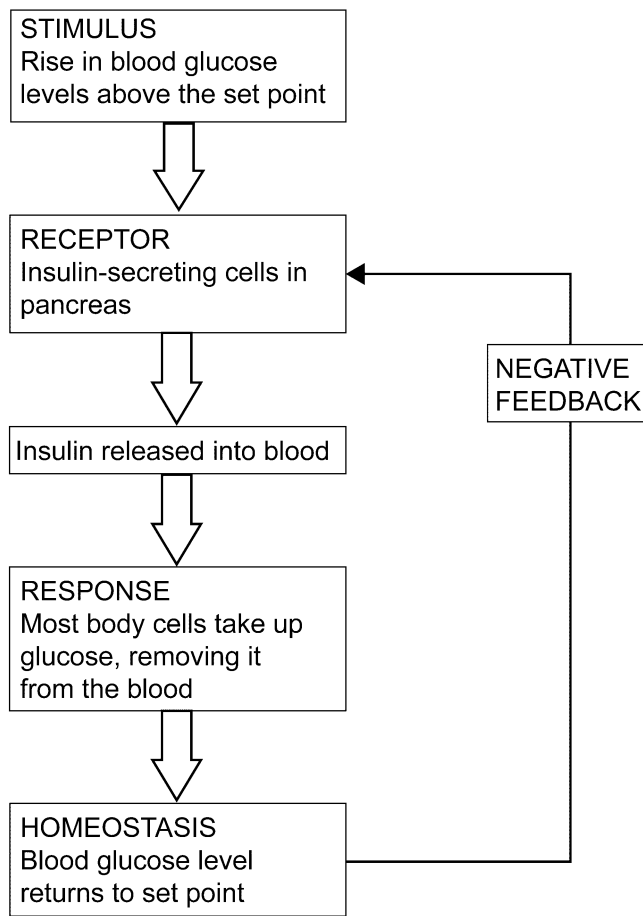 STIMULUS
Rise in blood glucose
levels above the set point
RECEPTOR
Insulin-secreting cells in
pancreas
NEGATIVE
FEEDBACK
Insulin released into blood
RESPONSE
Most body cells take up
glucose, removing it
from the blood
HOMEOSTASIS
Blood glucose level
returns to set point